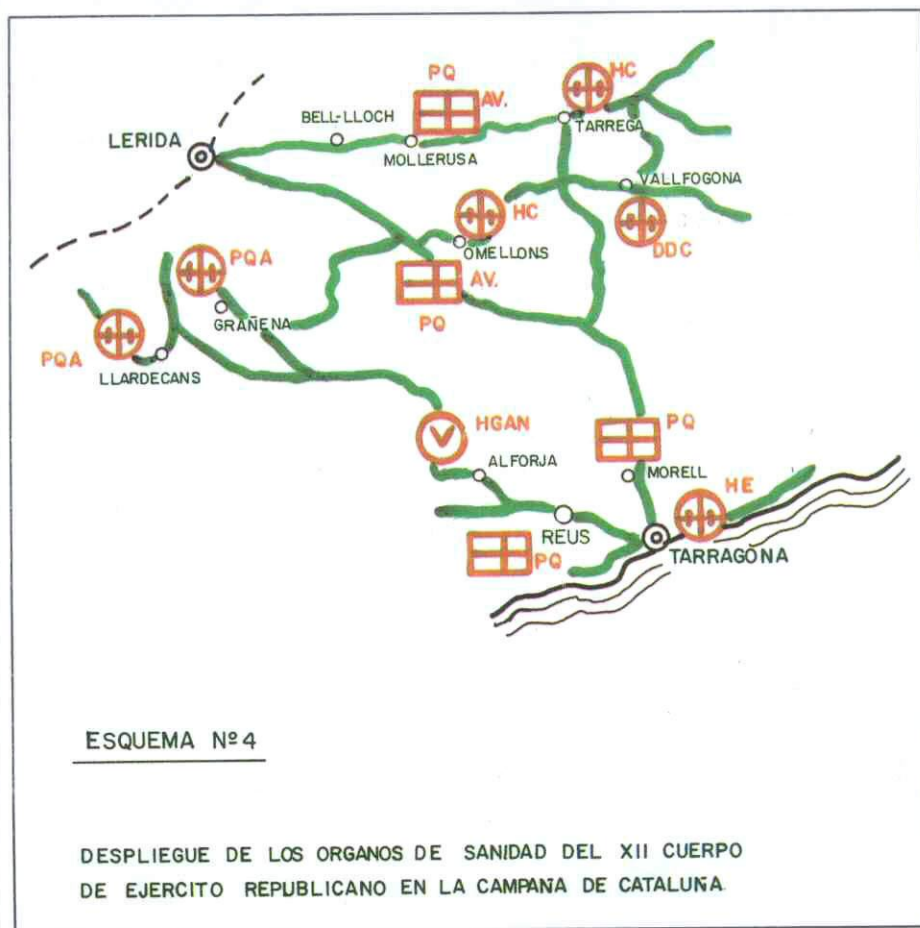 HC
PQ
AV.
BELL-LLOCH
LERIDA
TARREGA
MOLLERUSA
VALLFOGONA
HC
PQA
OMELLONS
DDC
AV.
GRAÑENA
PQ
PQA
LLARDECANS
HGAN
PQ
ALFORJA
MORELL
HE
REUS
PQ
TARRAGONA
ESQUEMA Nº 4
DESPLIEGUE DE LOS ORGANOS DE SANIDAD DEL XII CUERPO
DE EJERCITO REPUBLICANO EN LA CAMPAÑA DE CATALUÑA.